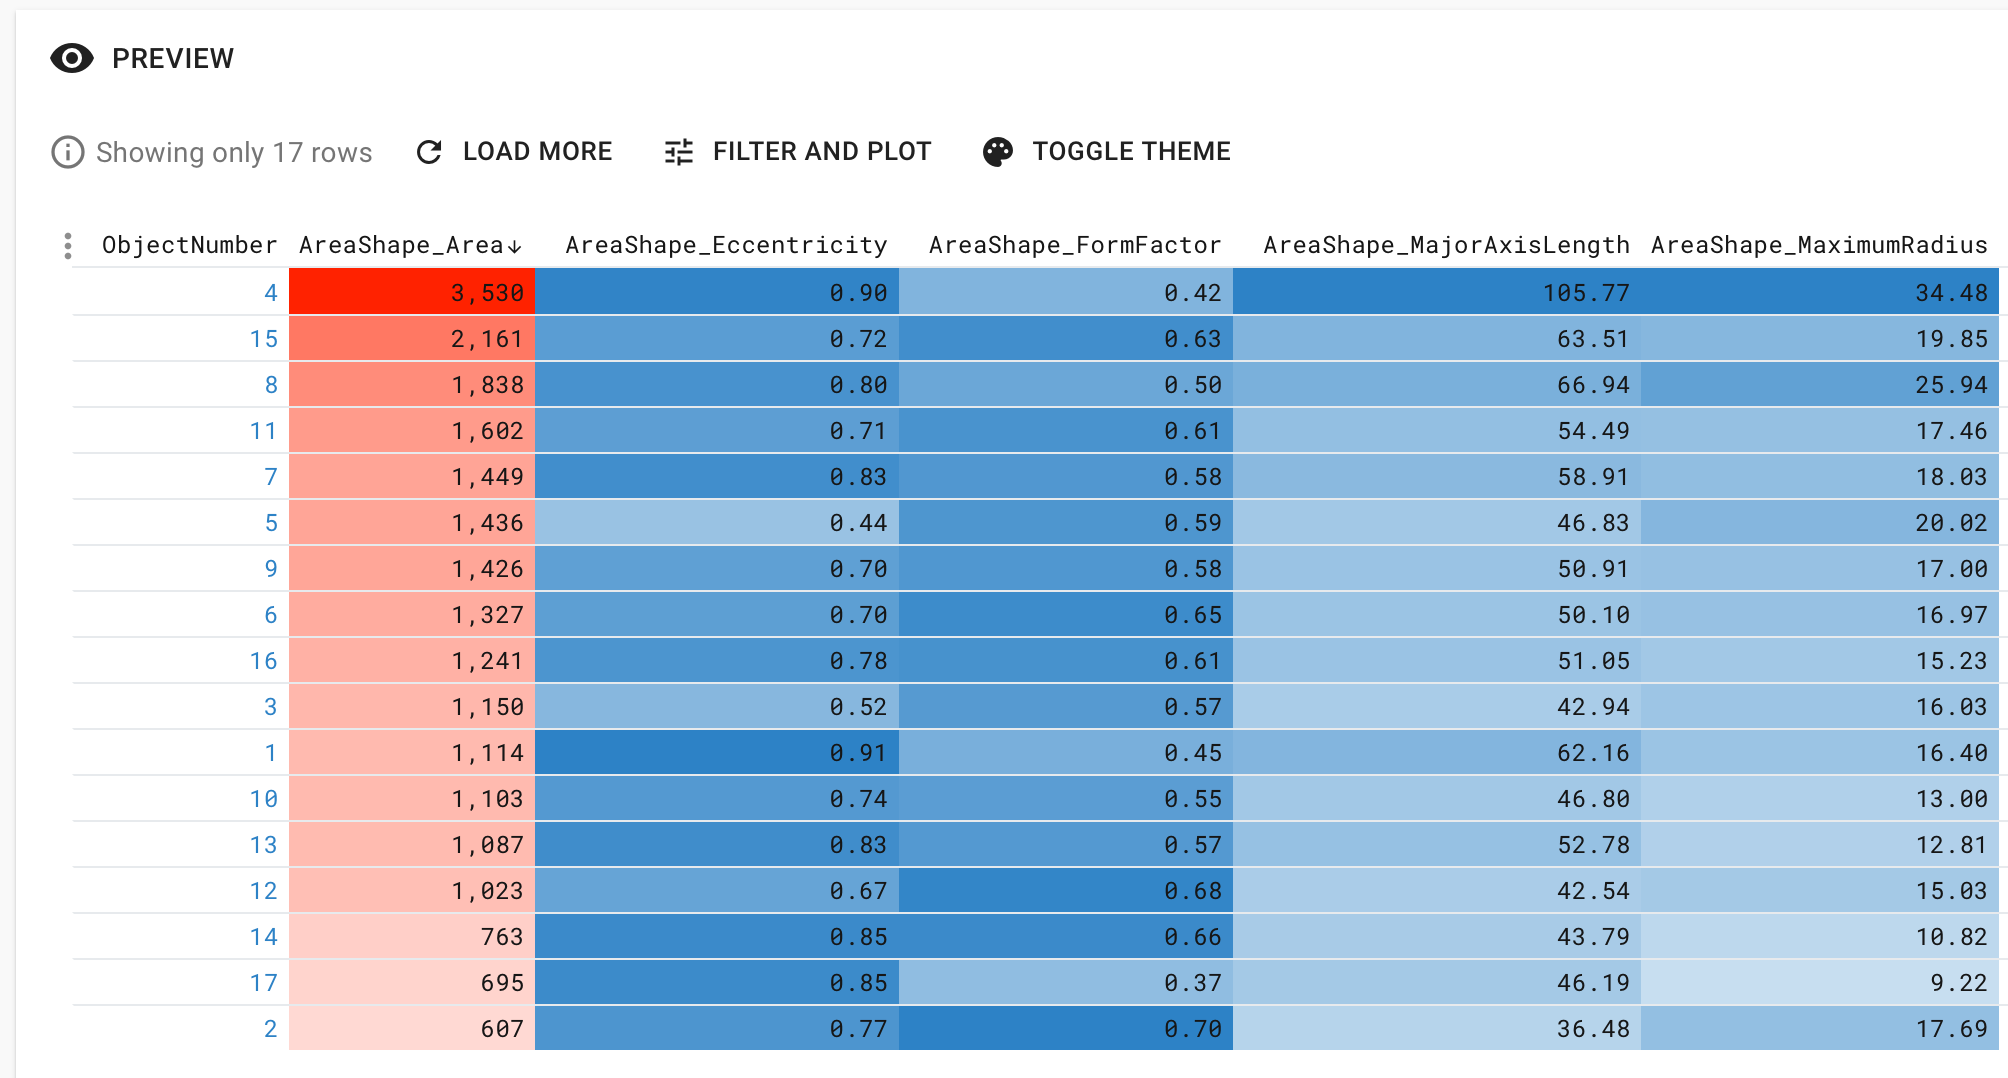 PREVIEW
Showing only 17 rows LOAD MORE FILTER AND PLOT TOGGLE THEME
ObjectNumber AreaShape_Area↓ AreaShape_Eccentricity AreaShape_FormFactor AreaShape_MajorAxisLength AreaShape_MaximumRadius
4 3,530 0.90 0.42 105.77 34.48
15 2,161 0.72 0.63 63.51 19.85
8 1,838 0.80 0.50 66.94 25.94
11 1,602 0.71 0.61 54.49 17.46
7 1,449 0.83 0.58 58.91 18.03
5 1,436 0.44 0.59 46.83 20.02
9 1,426 0.70 0.58 50.91 17.00
6 1,327 0.70 0.65 50.10 16.97
16 1,241 0.78 0.61 51.05 15.23
3 1,150 0.52 0.57 42.94 16.03
1 1,114 0.91 0.45 62.16 16.40
10 1,103 0.74 0.55 46.80 13.00
13 1,087 0.83 0.57 52.78 12.81
12 1,023 0.67 0.68 42.54 15.03
14 763 0.85 0.66 43.79 10.82
17 695 0.85 0.37 46.19 9.22
2 607 0.77 0.70 36.48 17.69